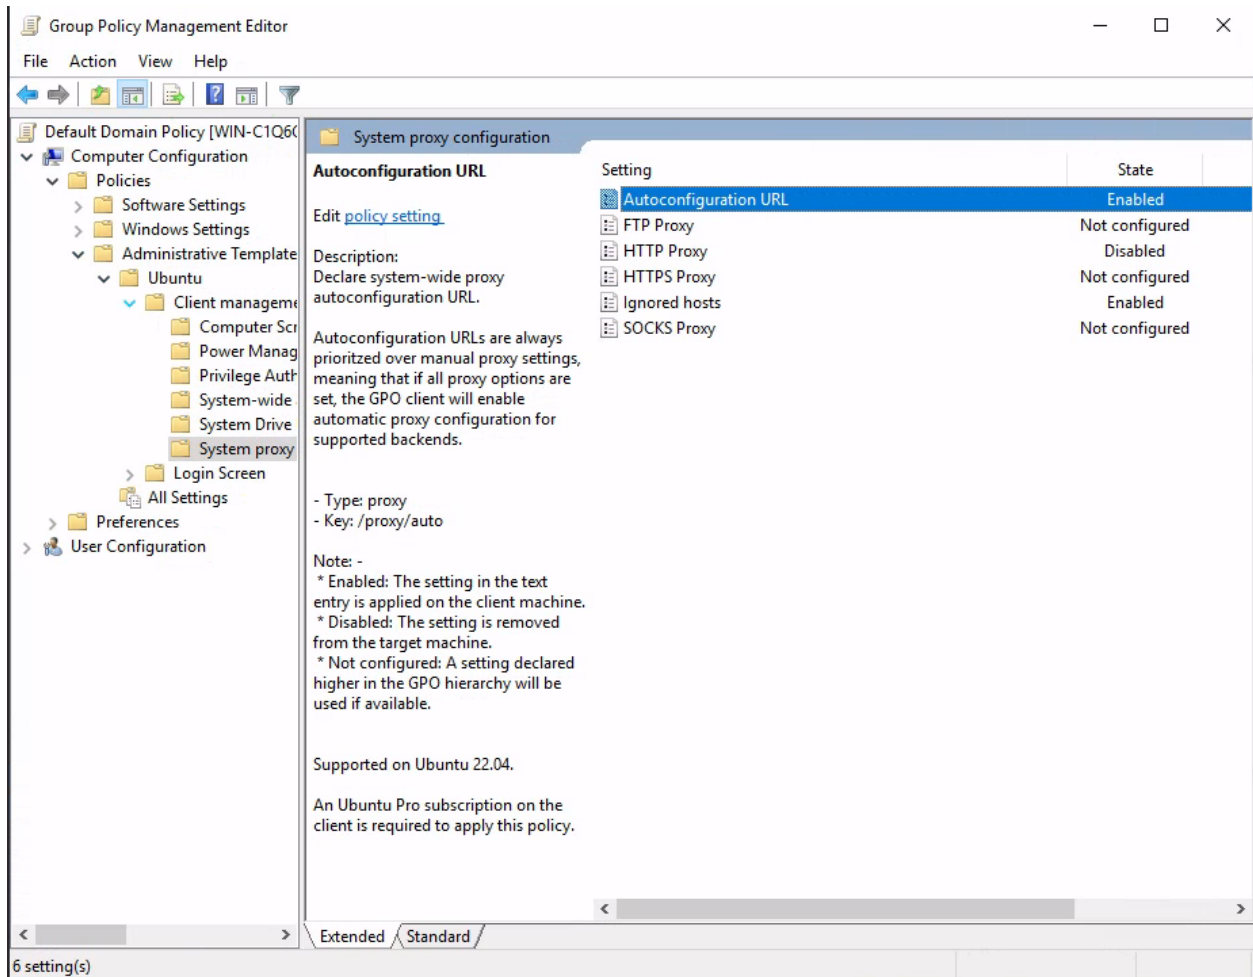 Group Policy Management Editor
File Action View Help
Default Domain Policy [WIN-C1Q6(
Computer Configuration
Policies
Software Settings
Windows Settings
Administrative Template
Ubuntu
Client manageme
Computer Scr
Power Manag
Privilege Auth
System-wide
System Drive
System proxy
Login Screen
All Settings
Preferences
User Configuration
System proxy configuration
Autoconfiguration URL
Edit policy setting
Description:
Declare system-wide proxy
autoconfiguration URL.
Autoconfiguration URLs are always
prioritzed over manual proxy settings,
meaning that if all proxy options are
set, the GPO client will enable
automatic proxy configuration for
supported backends.
- Type: proxy
- Key: /proxy/auto
Note: -
* Enabled: The setting in the text
entry is applied on the client machine.
* Disabled: The setting is removed
from the target machine.
* Not configured: A setting declared
higher in the GPO hierarchy will be
used if available.
Supported on Ubuntu 22.04.
An Ubuntu Pro subscription on the
client is required to apply this policy.
Setting State
Autoconfiguration URL Enabled
FTP Proxy Not configured
HTTP Proxy Disabled
HTTPS Proxy Not configured
Ignored hosts Enabled
SOCKS Proxy Not configured
Extended Standard
6 setting(s)